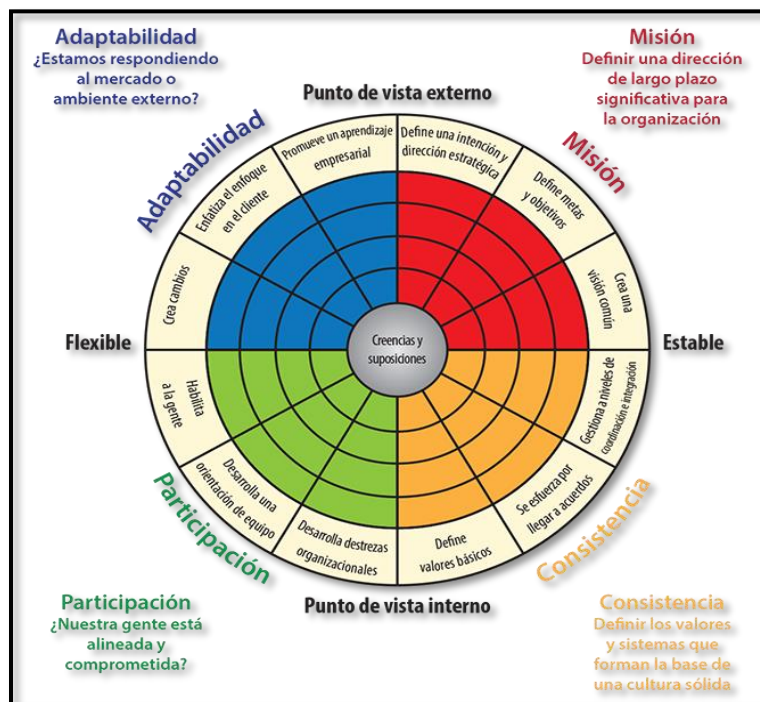 Adaptabilidad
¿Estamos respondiendo
al mercado o
ambiente externo?
Misión
Definir una dirección
de largo plazo
significativa para
la organización
Punto de vista externo
Adaptabilidad
Misión
Crea cambios
Enfatiza el enfoque
en el cliente
Promueve un aprendizaje
empresarial
Define una intención y
dirección estratégica
Define metas
y objetivos
Crea una
visión común
Flexible
Creencias y
suposiciones
Estable
Habilita
a la gente
Desarrolla una
orientación de equipo
Desarrolla destrezas
organizacionales
Define
valores básicos
Se esfuerza por
llegar a acuerdos
Gestiona a niveles de
coordinación e integración
Participación
Consistencia
Punto de vista interno
Participación
¿Nuestra gente está
alineada y
comprometida?
Consistencia
Definir los valores
y sistemas que
forman la base de
una cultura sólida